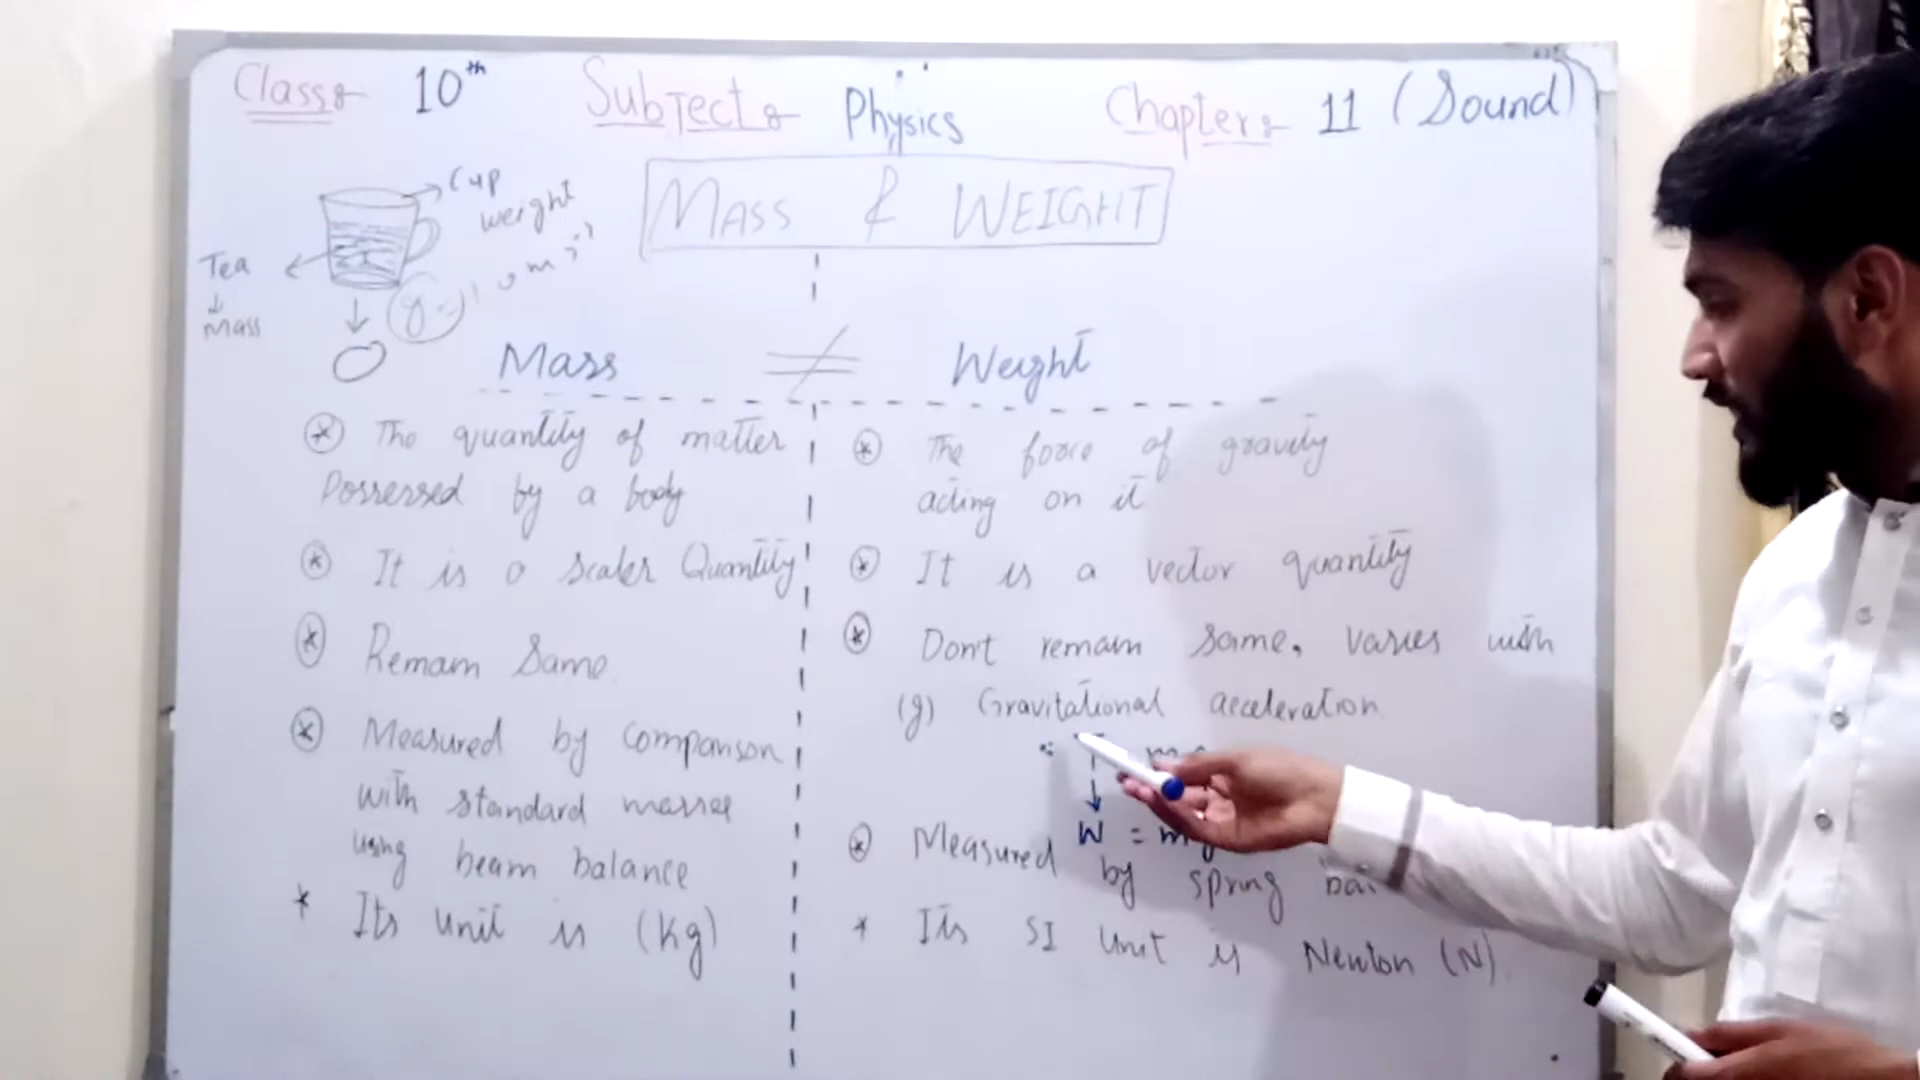 Class:- 10th Subject:- Physics Chapter:- 11 (Sound)
MASS & WEIGHT
Cup
weight
Tea
Mass
Mass ≠ Weight
The quantity of matter
Possessed by a body
It is a scaler Quantity
Remain Same
Measured by Comparison
with standard masses
using beam balance
* Its unit is (Kg)
The force of gravity
acting on it
It is a vector quantity
Don't remain same, varies with
(g) Gravitational acceleration
W = mg
Measured by spring
* Its SI Unit is Newton (N)